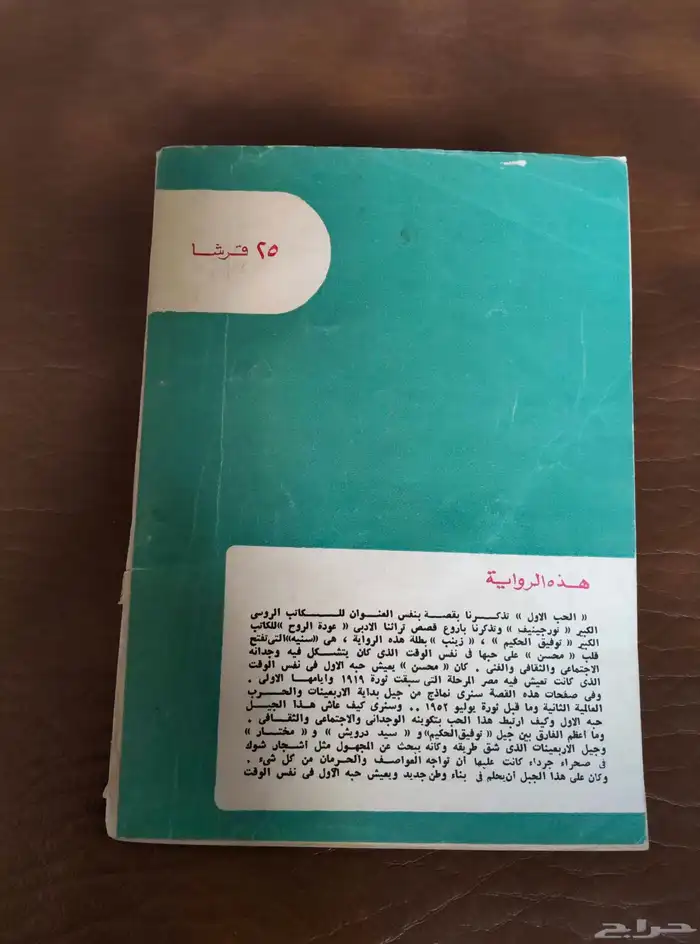 ٢٥ قرشا
هذه الرواية
« الحب الاول » تذكرنا بقصة بنفس العنوان للكاتب الروسى
الكبير « تورجينيف » وتذكرنا باروع قصص تراثنا الادبى « عودة الروح » للكاتب
الكبير « توفيق الحكيم » ، « زينب » بطلة هذه الرواية ، هى «سنيه» التى تفتح
قلب « محسن » على حبها فى نفس الوقت الذى كان يتشكل فيه وجدانه
الاجتماعى والثقافى والفنى . كان « محسن » يعيش حبه الاول فى نفس الوقت
الذى كانت تعيش فيه مصر المرحلة التى سبقت ثورة ١٩١٩ وايامها الاولى .
وفى صفحات هذه القصة سنرى نماذج من جيل بداية الاربعينات والحرب
العالمية الثانية وما قبل ثورة يوليو ١٩٥٢ .. وسنرى كيف عاش هذا الجيل
حبه الاول وكيف ارتبط هذا الحب بتكوينه الوجدانى والاجتماعى والثقافى .
وما اعظم الفارق بين جيل « توفيق الحكيم» و « سيد درويش » و « مختار »
وجيل الاربعينات الذى شق طريقه وكأنه يبحث عن المجهول مثل اشجار شوك
فى صحراء جرداء كانت عليها أن تواجه العواصف والحرمان من كل شىء .
وكان على هذا الجيل أن يحلم فى بناء وطن جديد ويعيش حبه الاول فى نفس الوقت
حراج